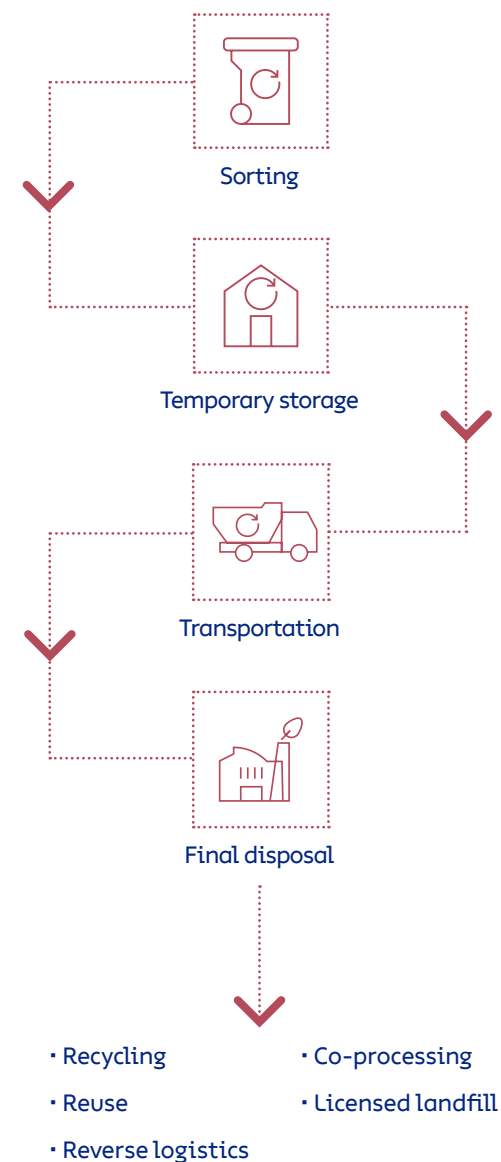 Sorting
Temporary storage
Transportation
Final disposal
· Recycling
· Reuse
· Reverse logistics
· Co-processing
· Licensed landfill